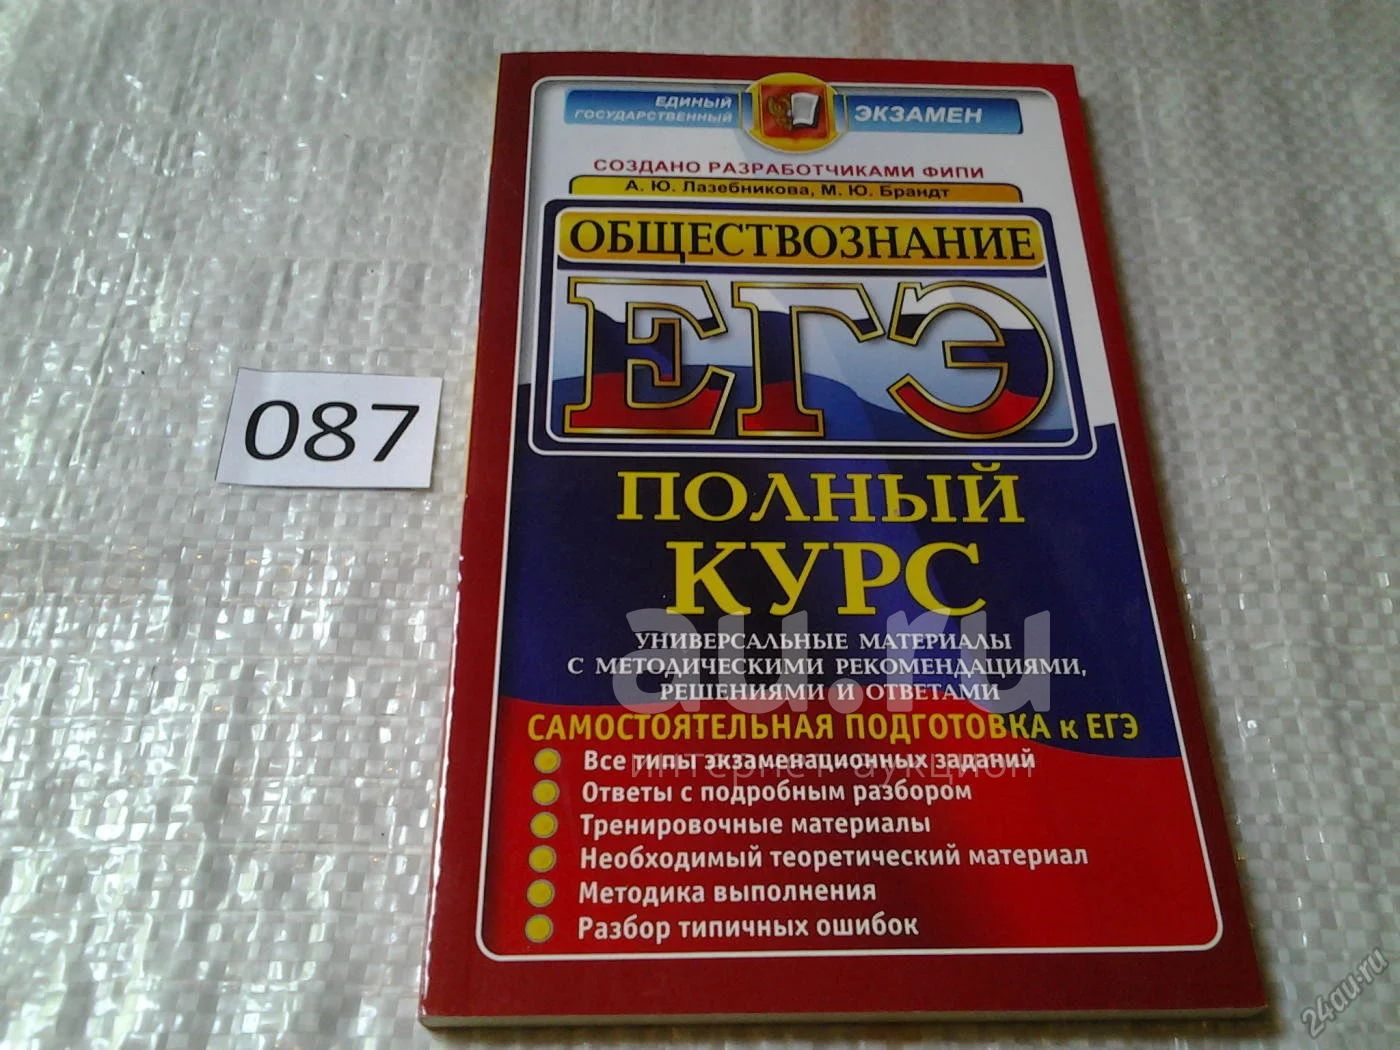 ЕДИНЫЙ
ГОСУДАРСТВЕННЫЙ
ЭКЗАМЕН
СОЗДАНО РАЗРАБОТЧИКАМИ ФИПИ
А. Ю. Лазебникова, М. Ю. Брандт
ОБЩЕСТВОЗНАНИЕ
ЕГЭ
087
ПОЛНЫЙ
КУРС
au.ru
УНИВЕРСАЛЬНЫЕ МАТЕРИАЛЫ
С МЕТОДИЧЕСКИМИ РЕКОМЕНДАЦИЯМИ,
РЕШЕНИЯМИ И ОТВЕТАМИ
САМОСТОЯТЕЛЬНАЯ ПОДГОТОВКА к ЕГЭ
Все типы экзаменационных заданий
интернет аукцион
Ответы с подробным разбором
Тренировочные материалы
Необходимый теоретический материал
Методика выполнения
Разбор типичных ошибок
24au.ru